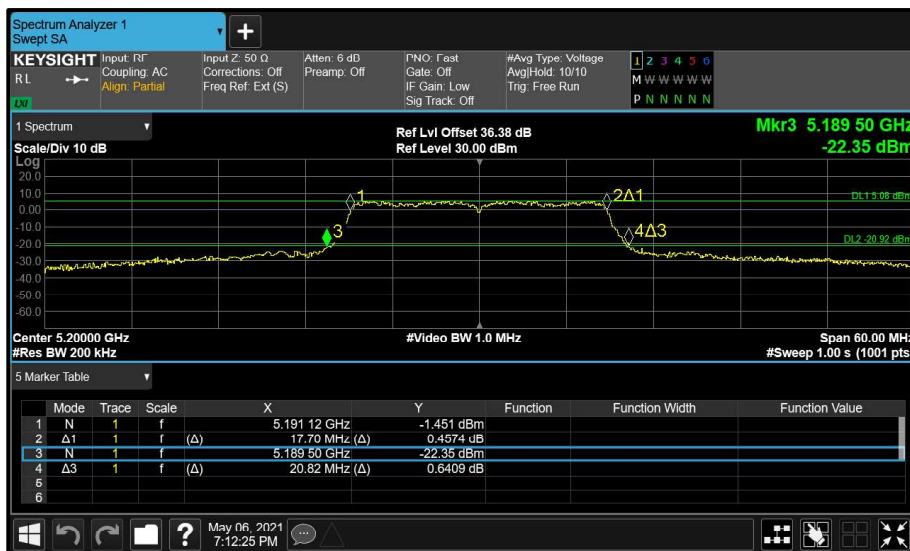 Spectrum Analyzer 1
Swept SA
KEYSIGHT
RL
LXI
Input: RF
Coupling: AC
Align: Partial
Input Z: 50 Ω
Corrections: Off
Freq Ref: Ext (S)
Atten: 6 dB
Preamp: Off
PNO: Fast
Gate: Off
IF Gain: Low
Sig Track: Off
#Avg Type: Voltage
Avg|Hold: 10/10
Trig: Free Run
1 2 3 4 5 6
M W W W W W
P N N N N N
1 Spectrum
Scale/Div 10 dB
Ref Lvl Offset 36.38 dB
Ref Level 30.00 dBm
Mkr3 5.189 50 GHz
-22.35 dBm
Log
20.0
10.0
0.00
-10.0
-20.0
-30.0
-40.0
-50.0
-60.0
1
2Δ1
3
4Δ3
DL1 5.08 dBm
DL2 -20.92 dBm
Center 5.20000 GHz
#Res BW 200 kHz
#Video BW 1.0 MHz
Span 60.00 MHz
#Sweep 1.00 s (1001 pts
5 Marker Table
Mode Trace Scale X Y Function Function Width Function Value
1 N 1 f 5.191 12 GHz -1.451 dBm
2 Δ1 1 f (Δ) 17.70 MHz (Δ) 0.4574 dB
3 N 1 f 5.189 50 GHz -22.35 dBm
4 Δ3 1 f (Δ) 20.82 MHz (Δ) 0.6409 dB
5
6
May 06, 2021
7:12:25 PM